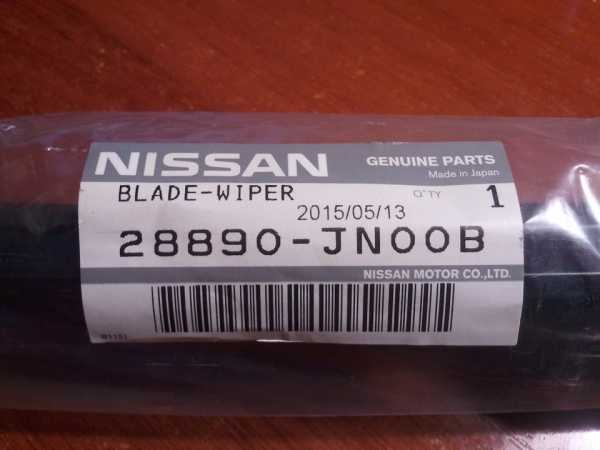 NISSAN GENUINE PARTS
Made in Japan
BLADE-WIPER Q'TY 1
2015/05/13
28890-JN00B
NISSAN MOTOR CO.,LTD.